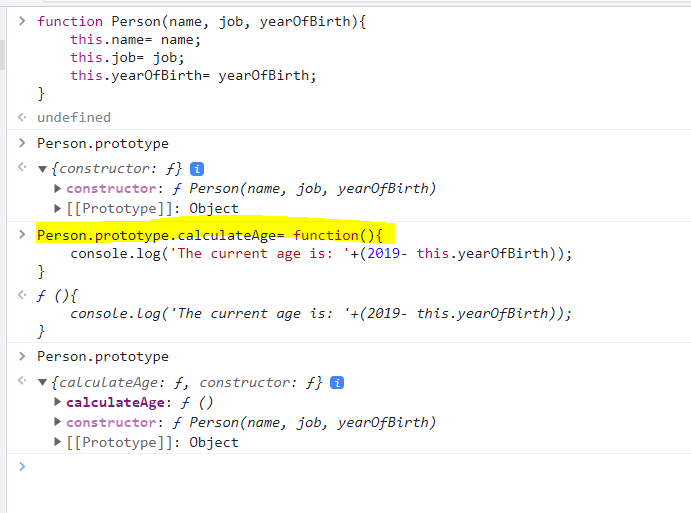 function Person(name, job, yearOfBirth){
    this.name= name;
    this.job= job;
    this.yearOfBirth= yearOfBirth;
}
undefined
Person.prototype
{constructor: ƒ}
constructor: ƒ Person(name, job, yearOfBirth)
[[Prototype]]: Object
Person.prototype.calculateAge= function(){
    console.log('The current age is: '+(2019- this.yearOfBirth));
}
ƒ (){
    console.log('The current age is: '+(2019- this.yearOfBirth));
}
Person.prototype
{calculateAge: ƒ, constructor: ƒ}
calculateAge: ƒ ()
constructor: ƒ Person(name, job, yearOfBirth)
[[Prototype]]: Object